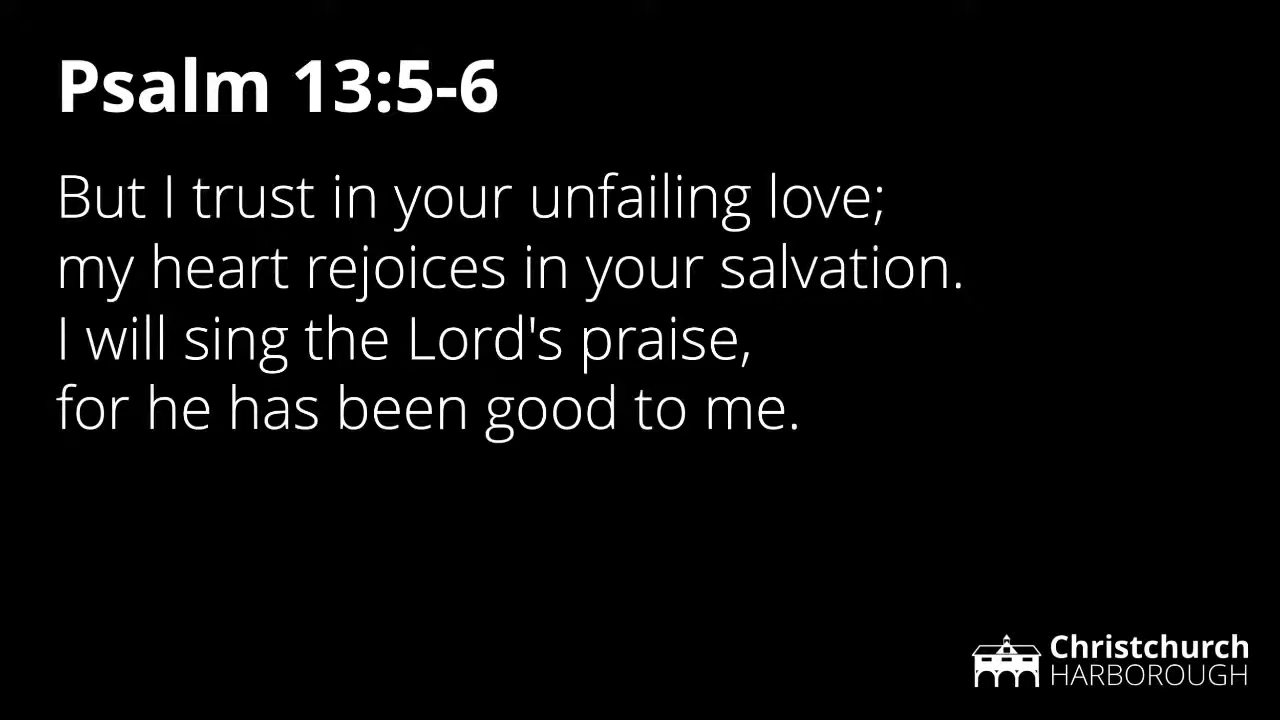 Psalm 13:5-6
But I trust in your unfailing love;
my heart rejoices in your salvation.
I will sing the Lord's praise,
for he has been good to me.
Christchurch
HARBOROUGH